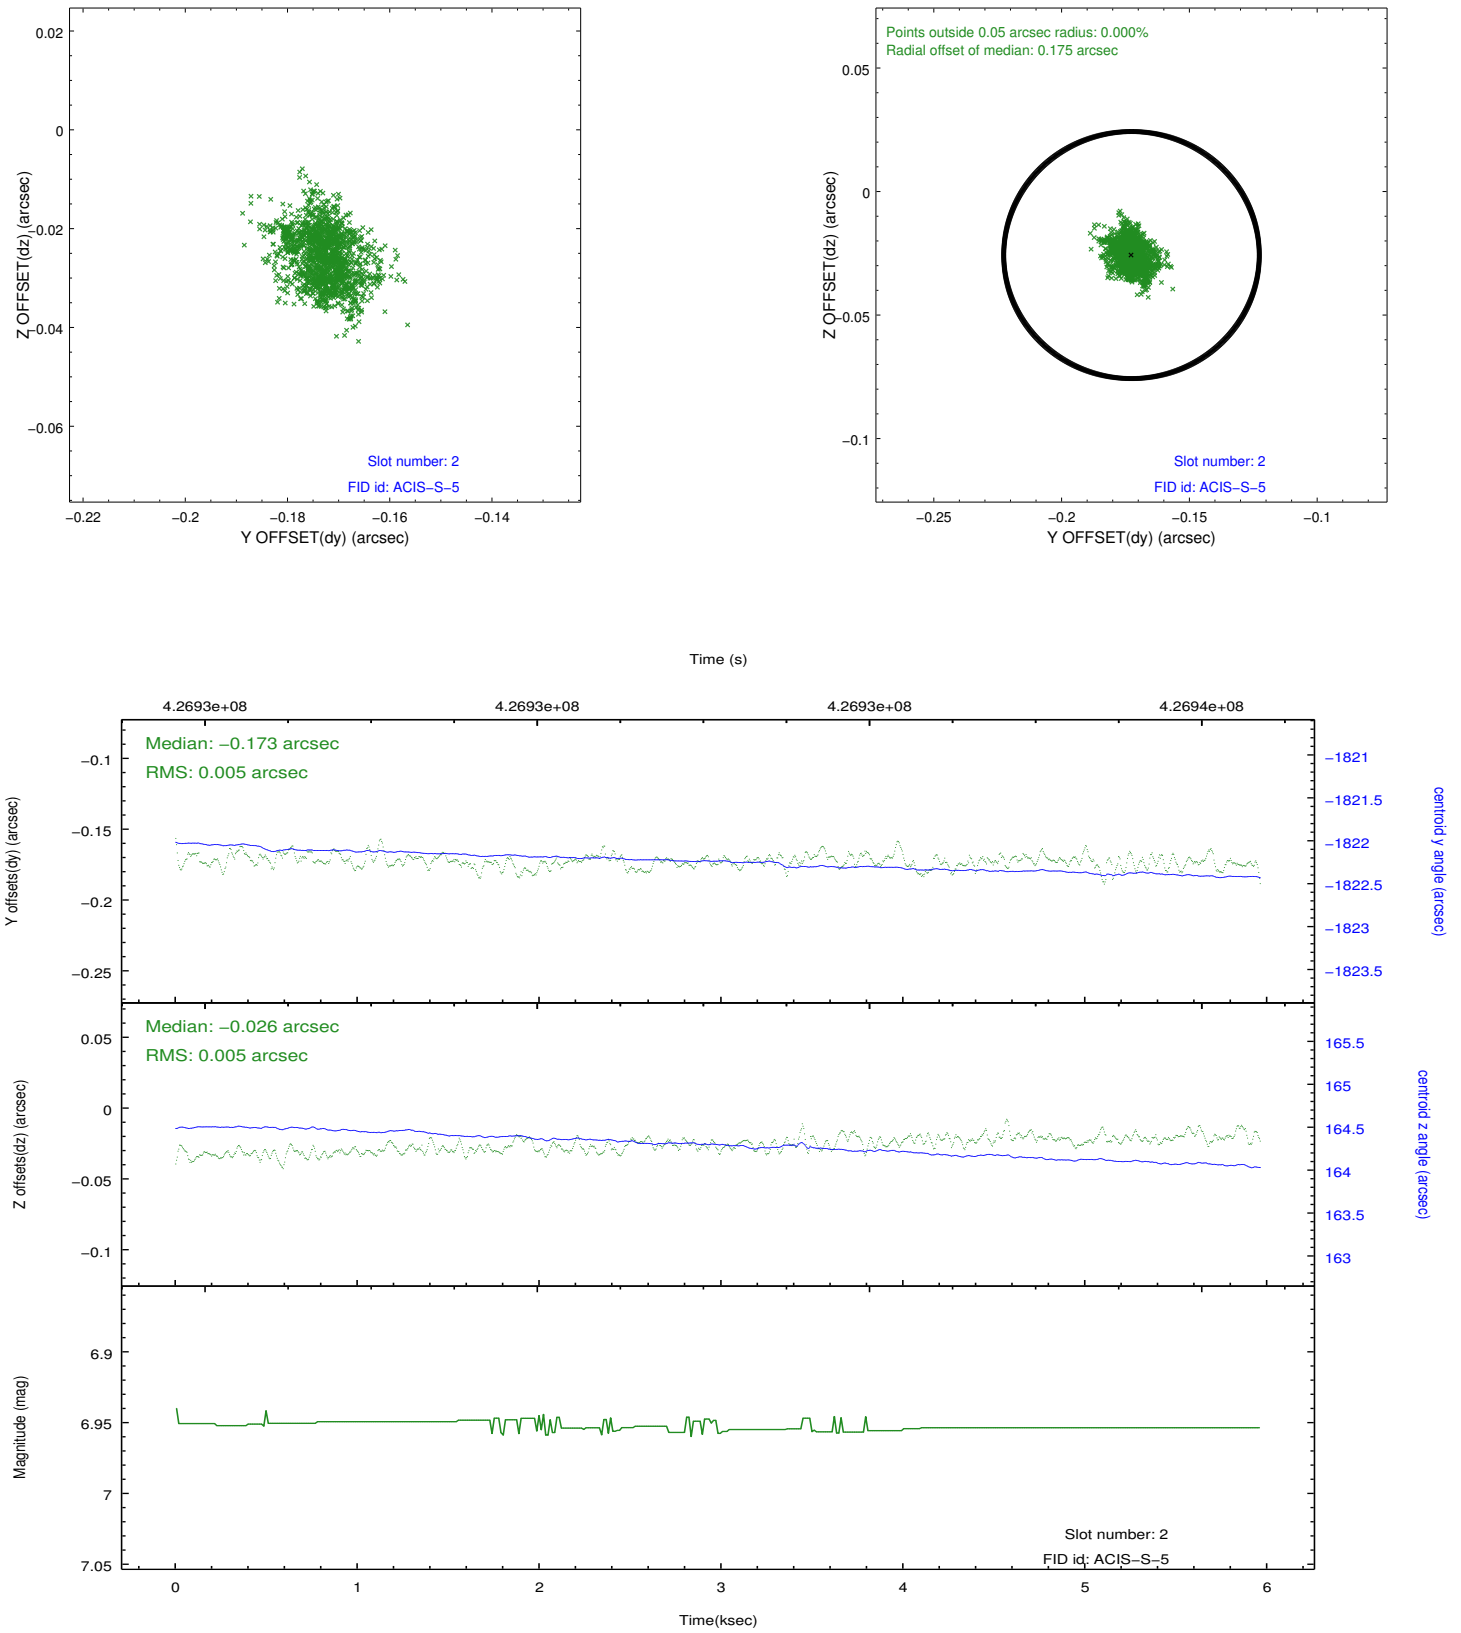 0.02
0
−0.02
−0.04
−0.06
Z OFFSET(dz) (arcsec)
Slot number: 2
FID id: ACIS−S−5
−0.22 −0.2 −0.18 −0.16 −0.14
Y OFFSET(dy) (arcsec)
Points outside 0.05 arcsec radius: 0.000%
Radial offset of median: 0.175 arcsec
0.05
0
−0.05
−0.1
Z OFFSET(dz) (arcsec)
Slot number: 2
FID id: ACIS−S−5
−0.25 −0.2 −0.15 −0.1
Y OFFSET(dy) (arcsec)
Time (s)
4.2693e+08 4.2693e+08 4.2693e+08 4.2694e+08
Median: −0.173 arcsec
RMS: 0.005 arcsec
−0.1
−0.15
−0.2
−0.25
Y offsets(dy) (arcsec)
−1821
−1821.5
−1822
−1822.5
−1823
−1823.5
centroid y angle (arcsec)
Median: −0.026 arcsec
RMS: 0.005 arcsec
0.05
0
−0.05
−0.1
Z offsets(dz) (arcsec)
165.5
165
164.5
164
163.5
163
centroid z angle (arcsec)
6.9
6.95
7
7.05
Magnitude (mag)
Slot number: 2
FID id: ACIS−S−5
0 1 2 3 4 5 6
Time(ksec)